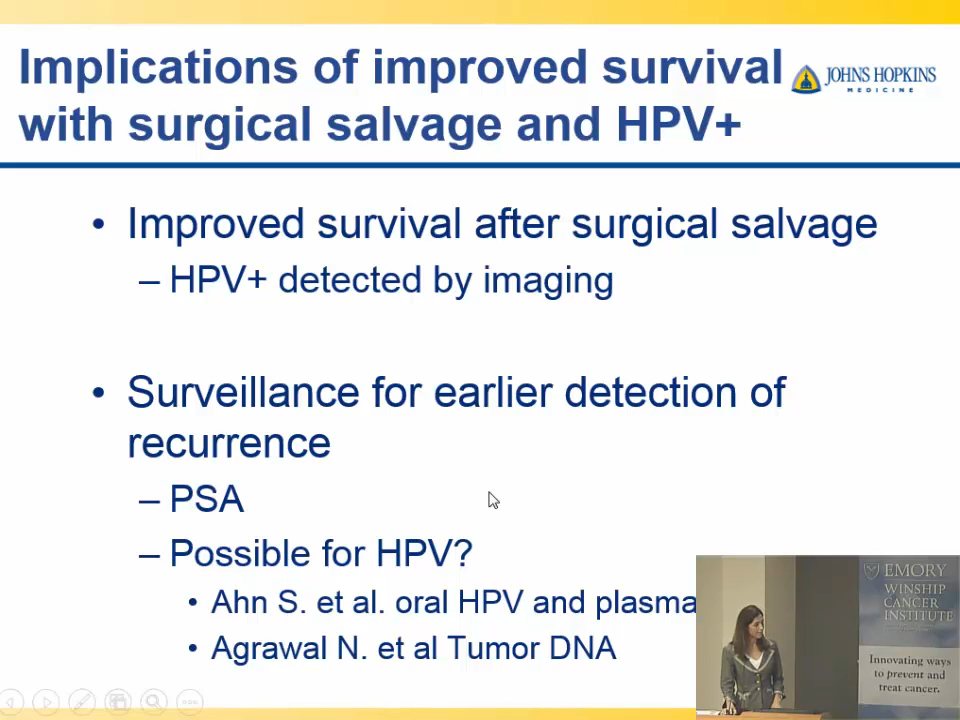 Implications of improved survival
with surgical salvage and HPV+
JOHNS HOPKINS
MEDICINE
• Improved survival after surgical salvage
– HPV+ detected by imaging
• Surveillance for earlier detection of
recurrence
– PSA
– Possible for HPV?
• Ahn S. et al. oral HPV and plasma
• Agrawal N. et al Tumor DNA
EMORY
WINSHIP
CANCER
INSTITUTE
Innovating ways
to prevent and
treat cancer.